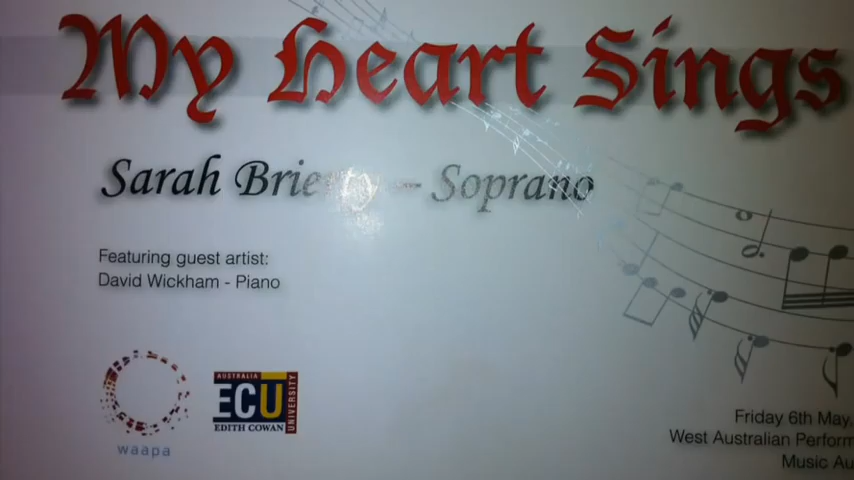 My Heart Sings
Sarah – Soprano
Featuring guest artist:
David Wickham - Piano
waapa
AUSTRALIA
ECU
EDITH COWAN
UNIVERSITY
Friday 6th May,
West Australian Perform
Music Au